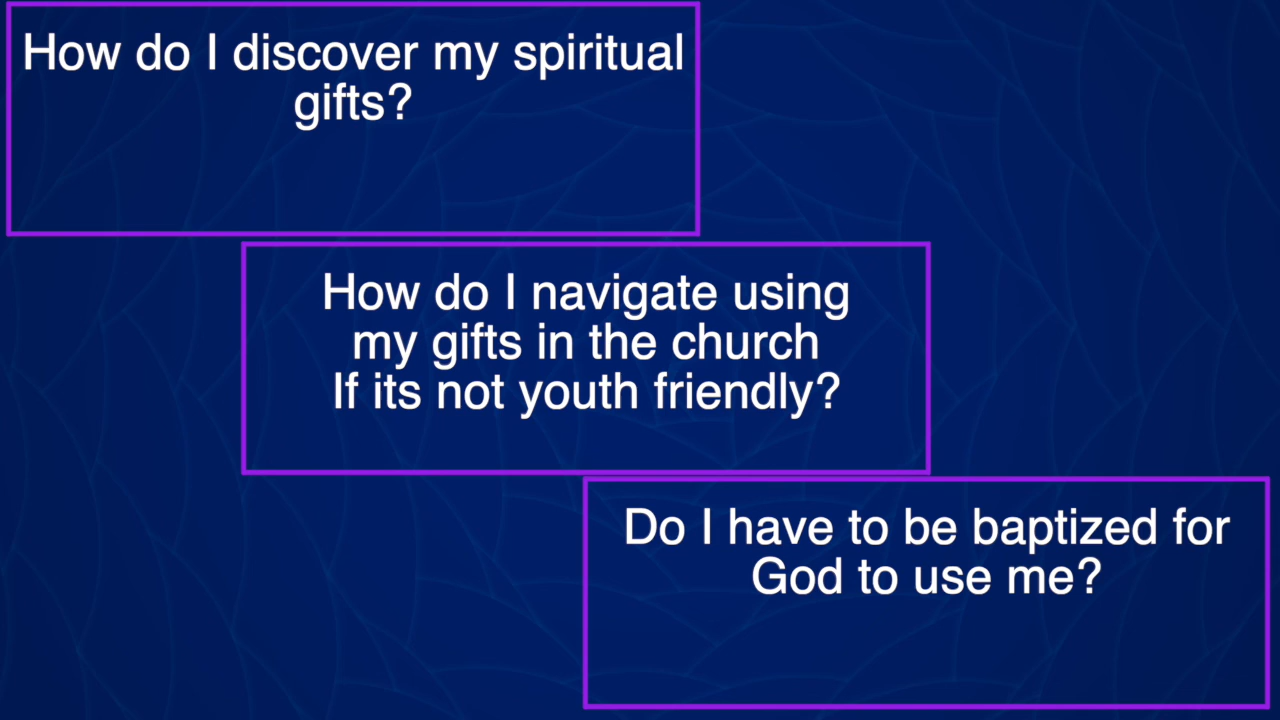 How do I discover my spiritual
gifts?
How do I navigate using
my gifts in the church
If its not youth friendly?
Do I have to be baptized for
God to use me?